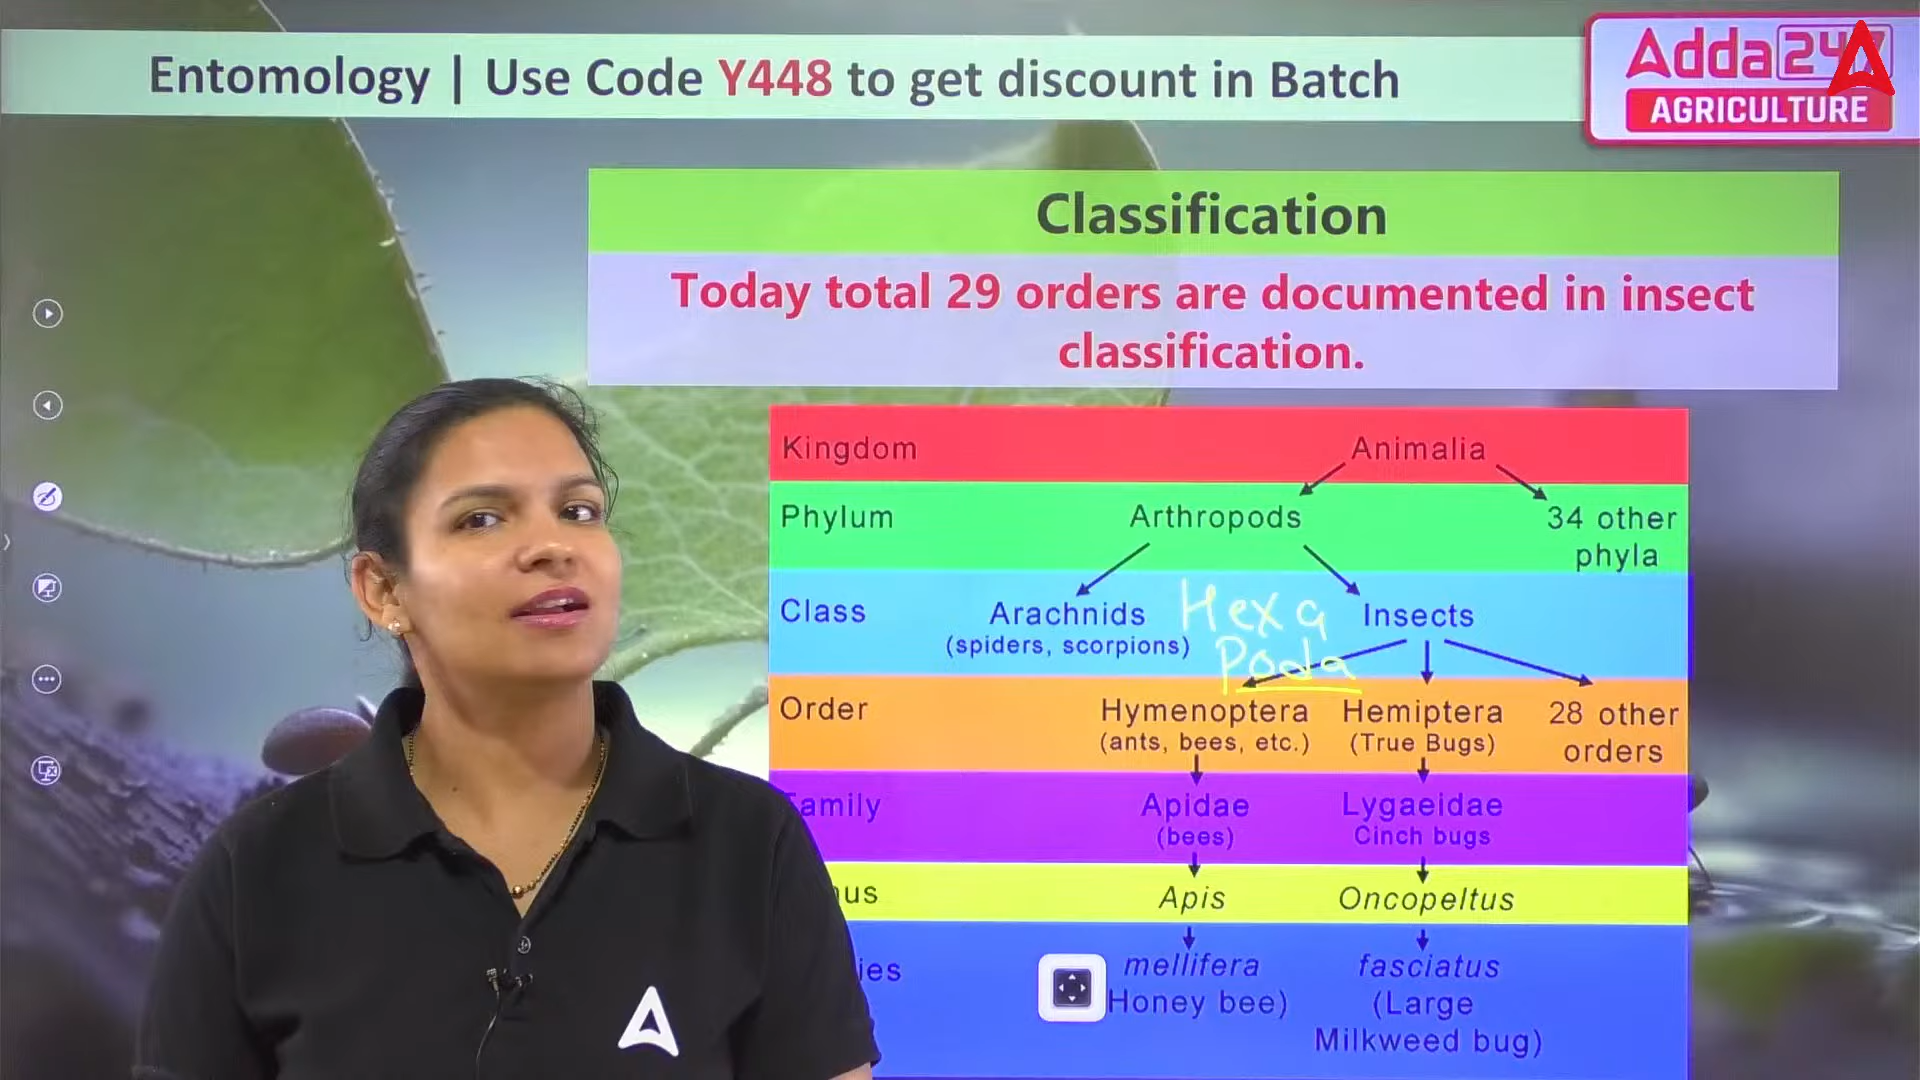 Entomology | Use Code Y448 to get discount in Batch
Adda 247
AGRICULTURE
Classification
Today total 29 orders are documented in insect
classification.
Kingdom Animalia
Phylum Arthropods 34 other
phyla
Class Arachnids Hexa Insects
(spiders, scorpions) Poda
Order Hymenoptera Hemiptera 28 other
(ants, bees, etc.) (True Bugs) orders
amily Apidae Lygaeidae
(bees) Cinch bugs
us Apis Oncopeltus
ies mellifera fasciatus
Honey bee) (Large
Milkweed bug)